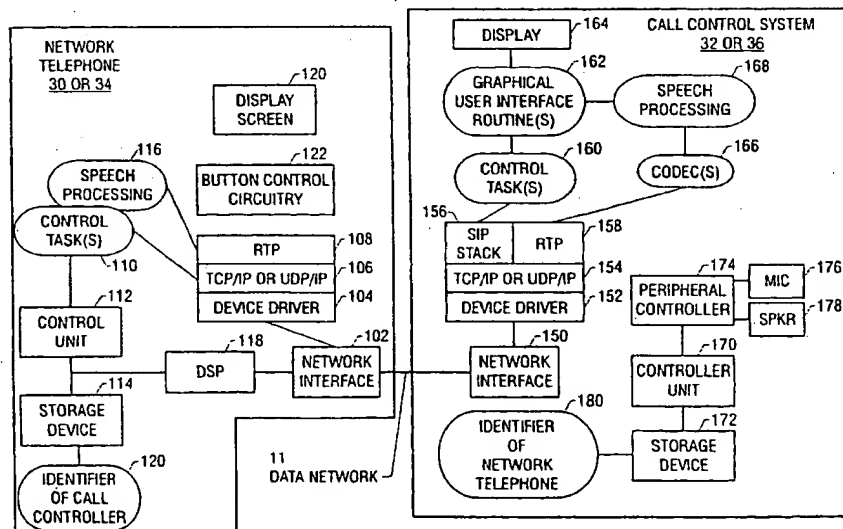 NETWORK
TELEPHONE
30 OR 34
120
DISPLAY
SCREEN
122
BUTTON CONTROL
CIRCUITRY
116
SPEECH
PROCESSING
CONTROL
TASK(S)
110
RTP
108
TCP/IP OR UDP/IP
106
DEVICE DRIVER
104
112
CONTROL
UNIT
118
DSP
102
NETWORK
INTERFACE
114
STORAGE
DEVICE
120
IDENTIFIER
OF CALL
CONTROLLER
11
DATA NETWORK
CALL CONTROL SYSTEM
32 OR 36
164
DISPLAY
162
GRAPHICAL
USER INTERFACE
ROUTINE(S)
168
SPEECH
PROCESSING
160
CONTROL
TASK(S)
166
CODEC(S)
156
SIP
STACK
RTP
158
TCP/IP OR UDP/IP
154
DEVICE DRIVER
152
174
PERIPHERAL
CONTROLLER
MIC
176
SPKR
178
150
NETWORK
INTERFACE
170
CONTROLLER
UNIT
180
IDENTIFIER
OF
NETWORK
TELEPHONE
172
STORAGE
DEVICE